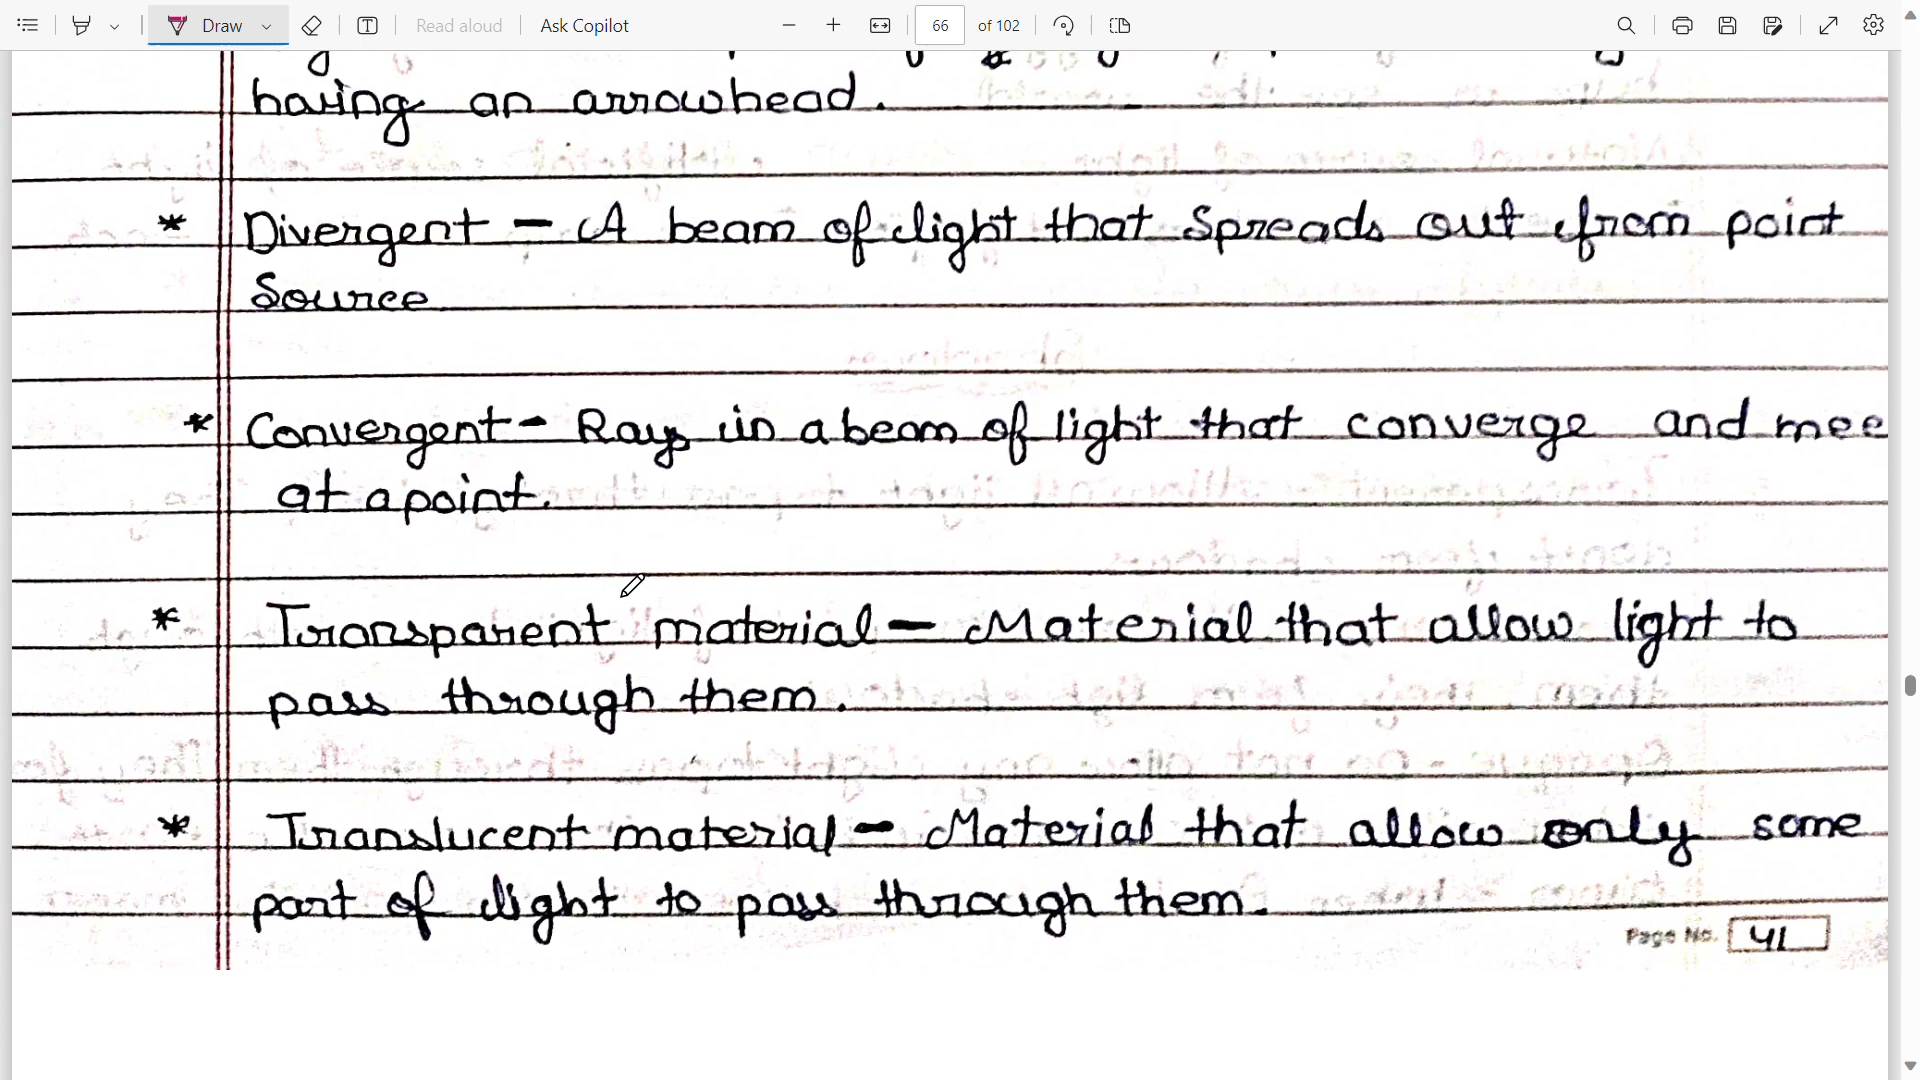 Draw
Read aloud
Ask Copilot
66
of 102
having an arrowhead.
* Divergent - A beam of light that Spreads out from point
Source
* Convergent - Rays in a beam of light that converge and mee
at a point.
* Transparent material - Material that allow light to
pass through them.
* Translucent material - Material that allow only some
part of light to pass through them.
Page No. 41